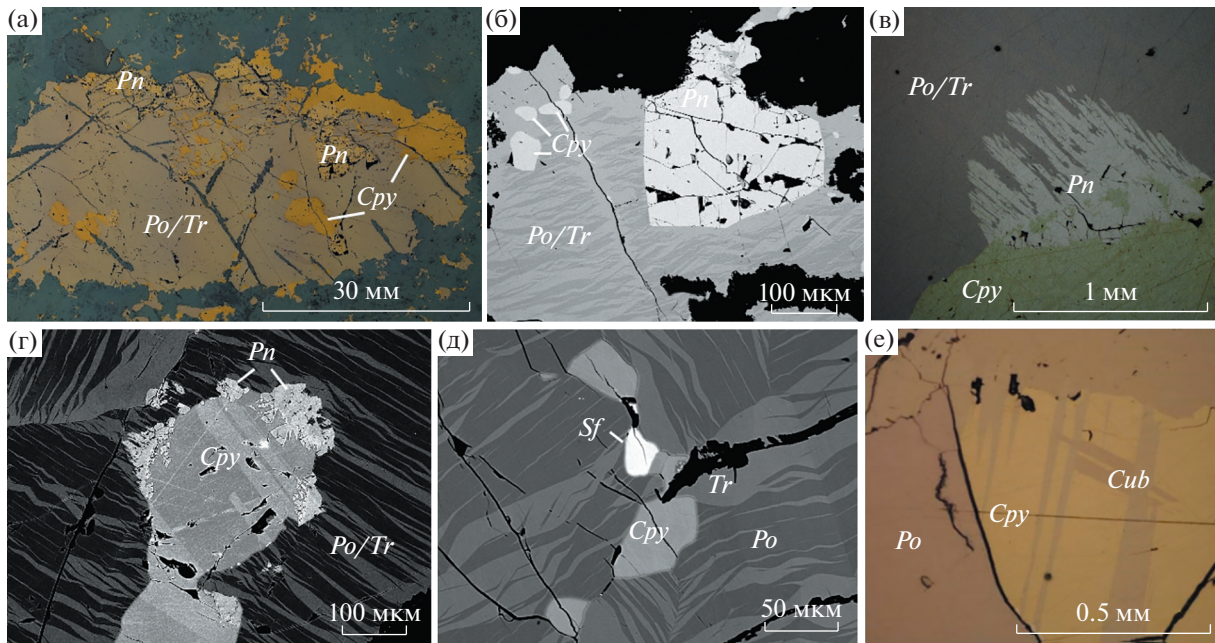 (а)
Pn
Pn
Cpy
Po/Tr
30 мм
(б)
Pn
Cpy
Po/Tr
100 мкм
(в)
Po/Tr
Pn
Cpy
1 мм
(г)
Pn
Cpy
Po/Tr
100 мкм
(д)
Sf
Tr
Cpy
Po
50 мкм
(е)
Cub
Cpy
Po
0.5 мм